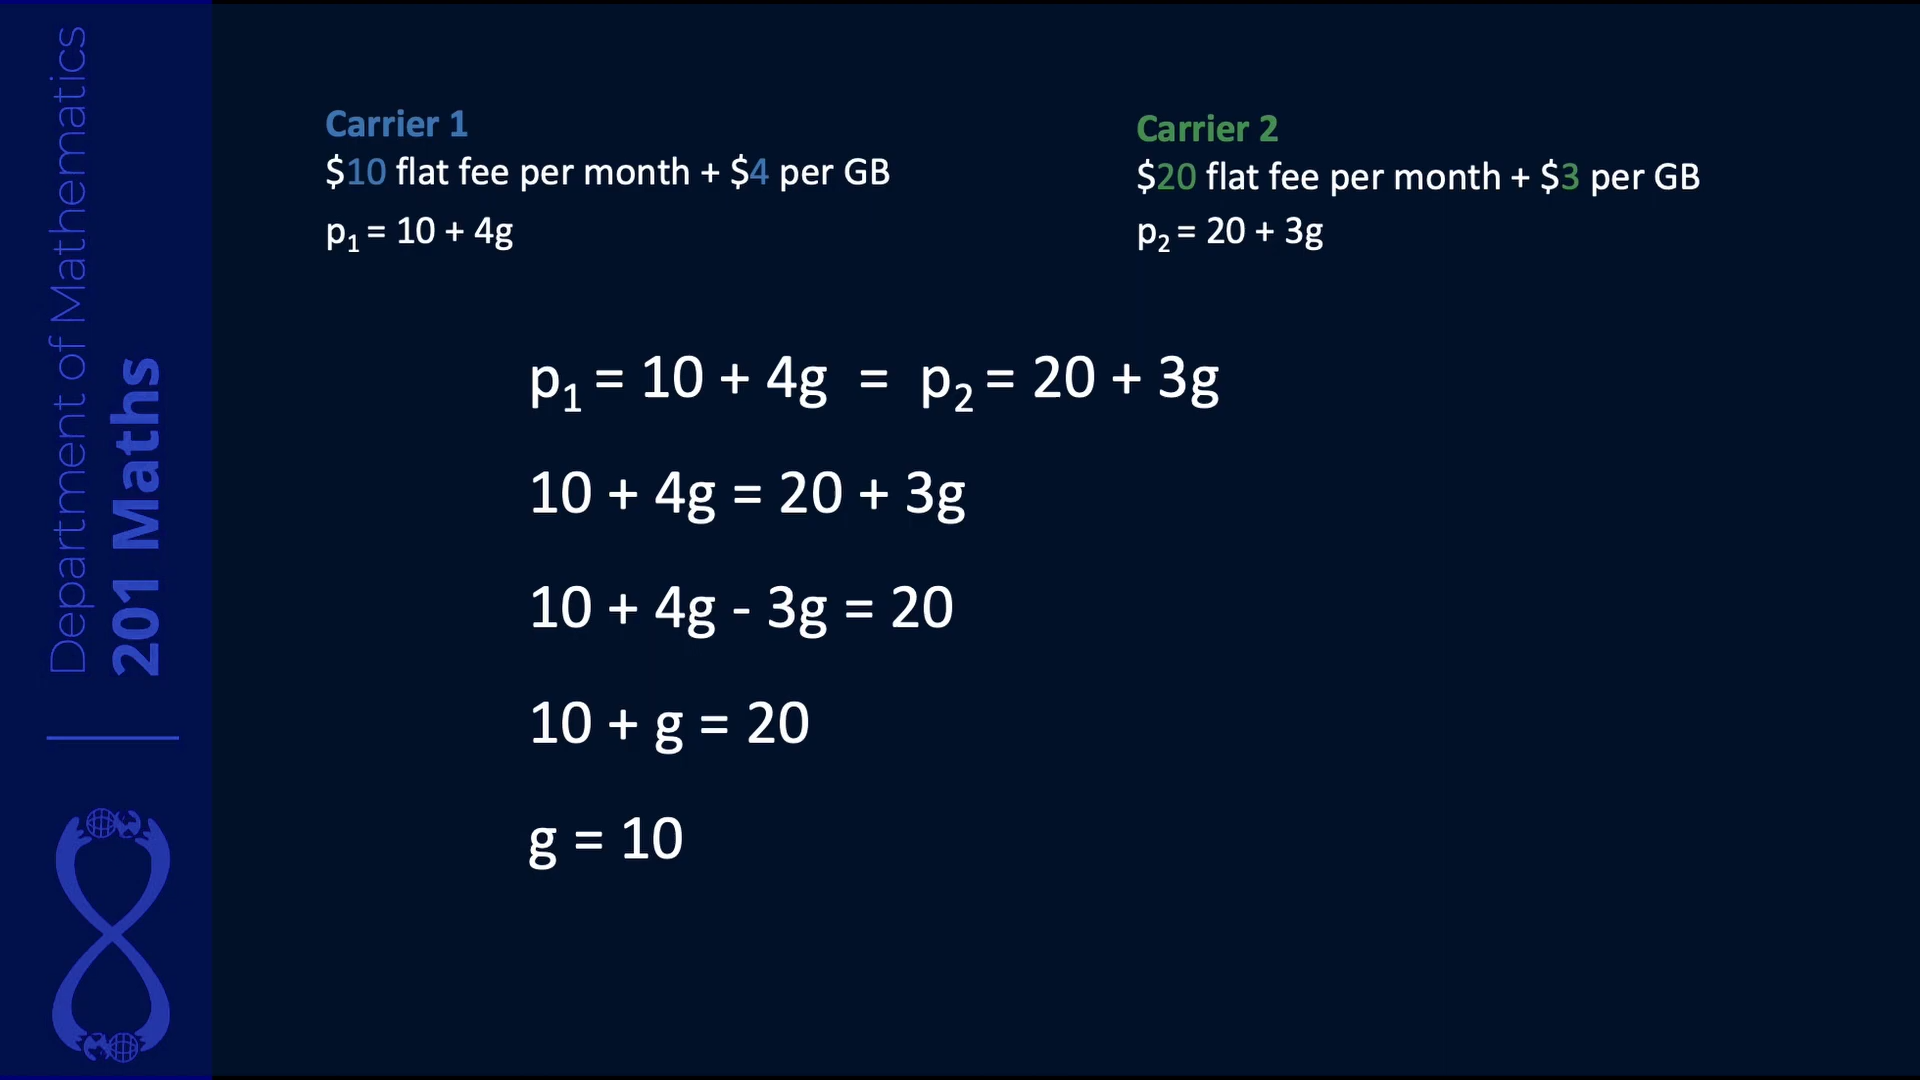 Department of Mathematics
201 Maths
Carrier 1
$10 flat fee per month + $4 per GB
p₁ = 10 + 4g
Carrier 2
$20 flat fee per month + $3 per GB
p₂ = 20 + 3g
p₁ = 10 + 4g = p₂ = 20 + 3g
10 + 4g = 20 + 3g
10 + 4g - 3g = 20
10 + g = 20
g = 10